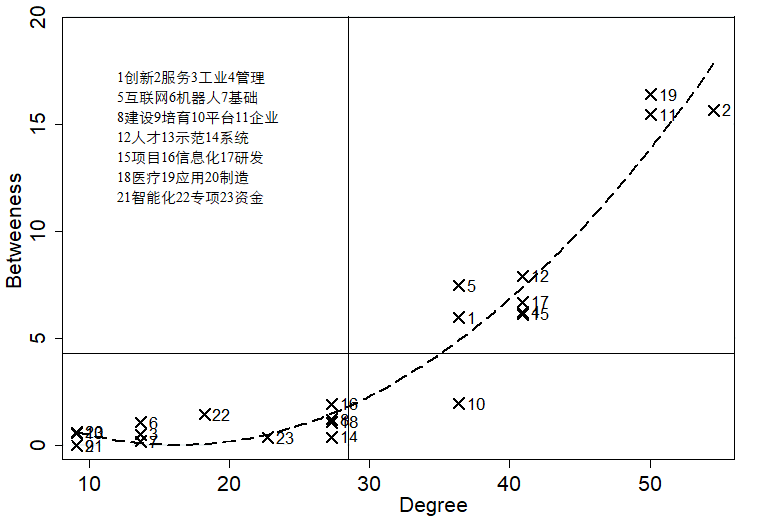 20
1创新2服务3工业4管理
5互联网6机器人7基础
8建设9培育10平台11企业
12人才13示范14系统
15项目16信息化17研发
18医疗19应用20制造
21智能化22专项23资金
19
11
2
15
10
Betweeness
5
12
17
1
5
16
10
6
22
3
7
23
14
21
0
10
20
30
40
50
Degree